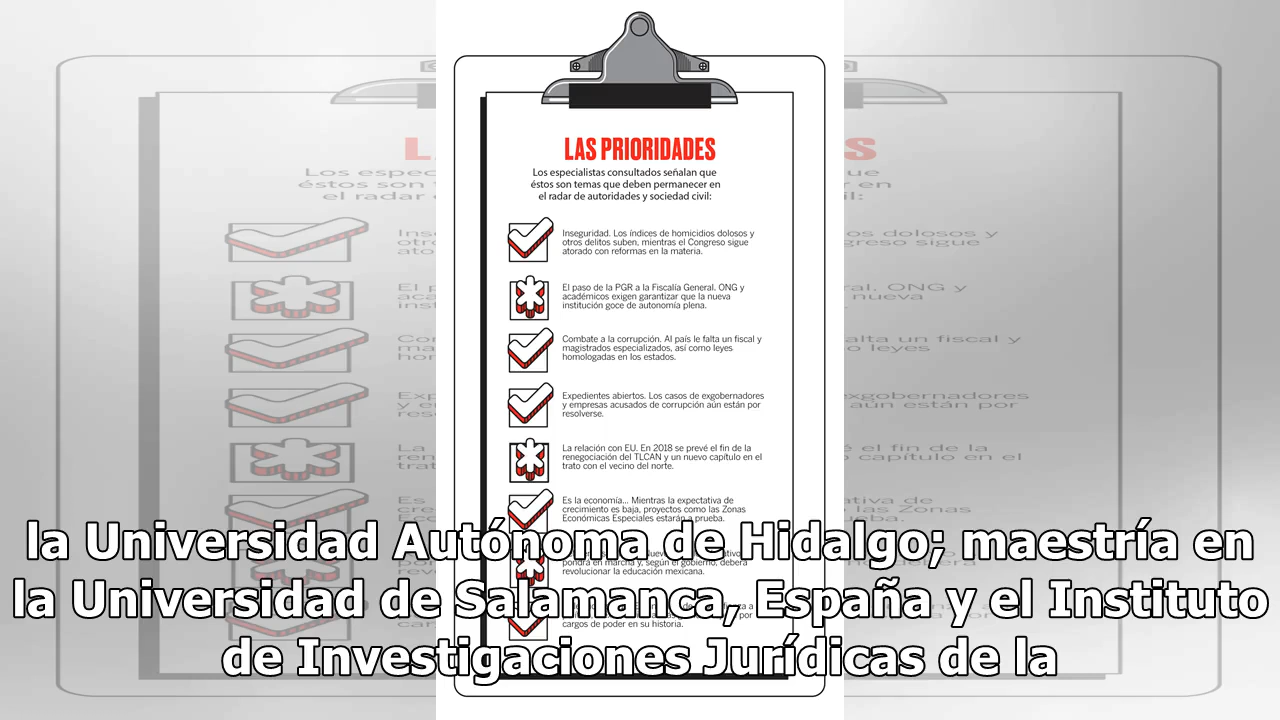 LAS PRIORIDADES
Los especialistas consultados señalan que
éstos son temas que deben permanecer en
el radar de autoridades y sociedad civil:
Inseguridad. Los índices de homicidios dolosos y
otros delitos suben, mientras el Congreso sigue
atorado con reformas en la materia.
El paso de la PGR a la Fiscalía General. ONG y
académicos exigen garantizar que la nueva
institución goce de autonomía plena.
Combate a la corrupción. Al país le falta un fiscal y
magistrados especializados, así como leyes
homologadas en los estados.
Expedientes abiertos. Los casos de exgobernadores
y empresas acusados de corrupción aún están por
resolverse.
La relación con EU. En 2018 se prevé el fin de la
renegociación del TLCAN y un nuevo capítulo en el
trato con el vecino del norte.
Es la economía... Mientras la expectativa de
crecimiento es baja, proyectos como las Zonas
Económicas Especiales estarán a prueba.
pondrá en marcha y, según el gobierno, deberá
revolucionar la educación mexicana.
cargos de poder en su historia.
la Universidad Autónoma de Hidalgo; maestría en
la Universidad de Salamanca, España y el Instituto
de Investigaciones Jurídicas de la